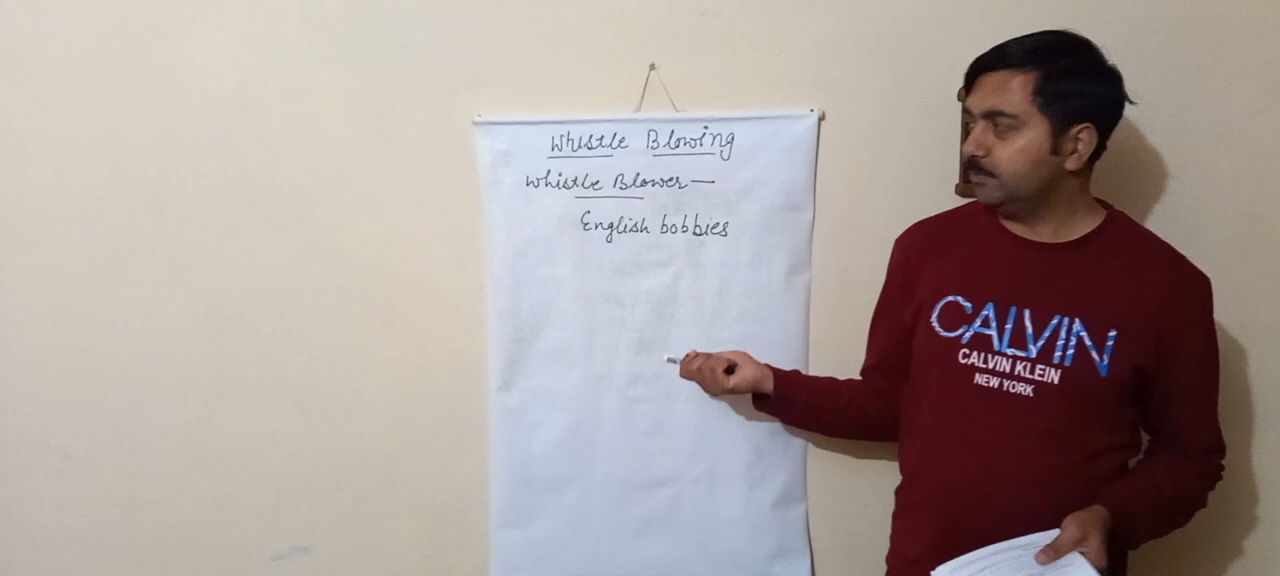 Whistle Blowing
Whistle Blower—
English bobbies
CALVIN
CALVIN KLEIN
NEW YORK